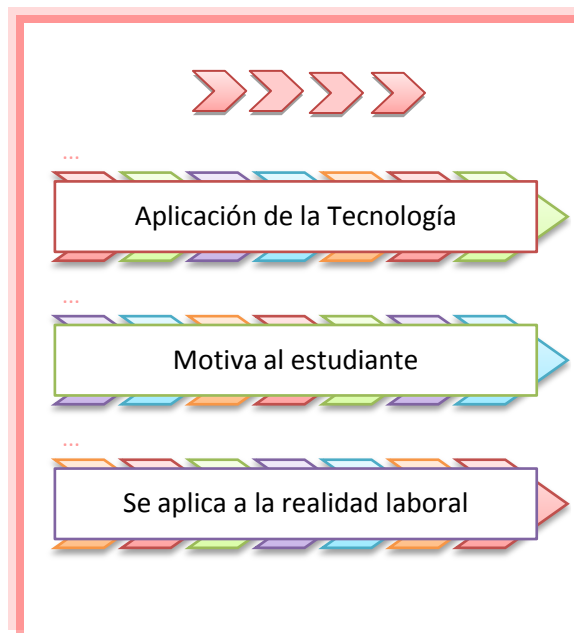 ...
Aplicación de la Tecnología
...
Motiva al estudiante
...
Se aplica a la realidad laboral